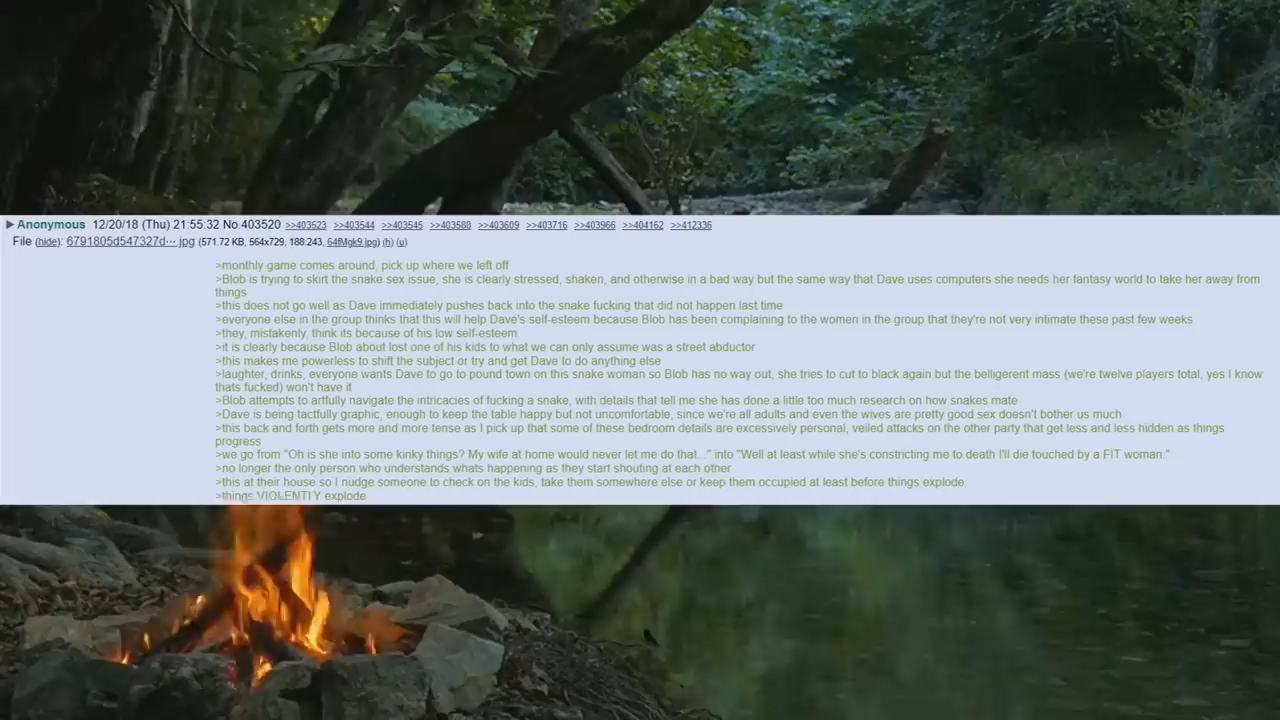 ▶ Anonymous 12/20/18 (Thu) 21:55:32 No.403520 >>403523 >>403544 >>403545 >>403588 >>403609 >>403716 >>403966 >>404162 >>412336
File (hide): 6791805d547327d⋯.jpg (571.72 KB, 564x729, 188:243, 64fMgk9.jpg) (h) (u)
>monthly game comes around, pick up where we left off
>Blob is trying to skirt the snake sex issue, she is clearly stressed, shaken, and otherwise in a bad way but the same way that Dave uses computers she needs her fantasy world to take her away from
things
>this does not go well as Dave immediately pushes back into the snake fucking that did not happen last time
>everyone else in the group thinks that this will help Dave's self-esteem because Blob has been complaining to the women in the group that they're not very intimate these past few weeks
>they, mistakenly, think its because of his low self-esteem
>it is clearly because Blob about lost one of his kids to what we can only assume was a street abductor
>this makes me powerless to shift the subject or try and get Dave to do anything else
>laughter, drinks, everyone wants Dave to go to pound town on this snake woman so Blob has no way out, she tries to cut to black again but the belligerent mass (we're twelve players total, yes I know
thats fucked) won't have it
>Blob attempts to artfully navigate the intricacies of fucking a snake, with details that tell me she has done a little too much research on how snakes mate
>Dave is being tactfully graphic, enough to keep the table happy but not uncomfortable, since we're all adults and even the wives are pretty good sex doesn't bother us much
>this back and forth gets more and more tense as I pick up that some of these bedroom details are excessively personal, veiled attacks on the other party that get less and less hidden as things
progress
>we go from "Oh is she into some kinky things? My wife at home would never let me do that..." into "Well at least while she's constricting me to death I'll die touched by a FIT woman."
>no longer the only person who understands whats happening as they start shouting at each other
>this at their house so I nudge someone to check on the kids, take them somewhere else or keep them occupied at least before things explode
>things VIOLENTLY explode